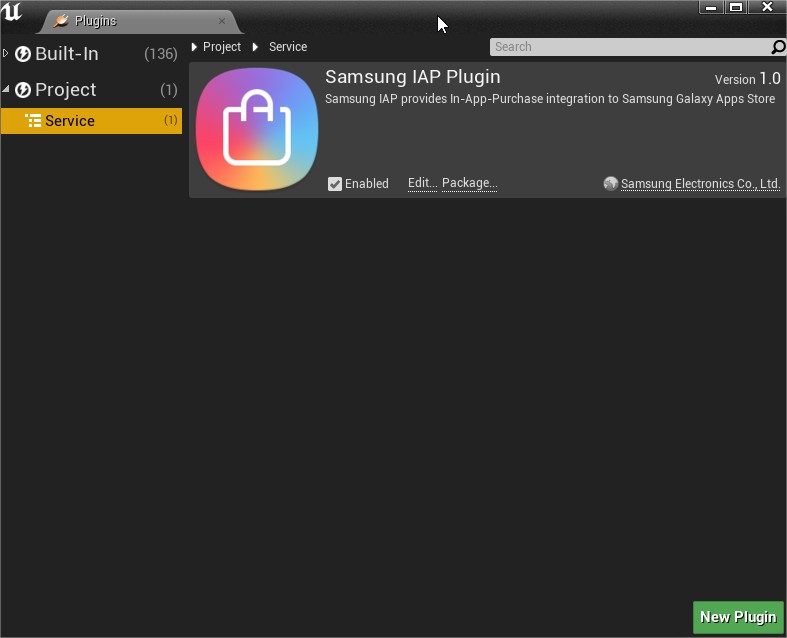 Plugins
Built-In (136)
Project (1)
Service (1)
Project Service
Search
Samsung IAP Plugin
Version 1.0
Samsung IAP provides In-App-Purchase integration to Samsung Galaxy Apps Store
Enabled Edit... Package...
Samsung Electronics Co., Ltd.
New Plugin